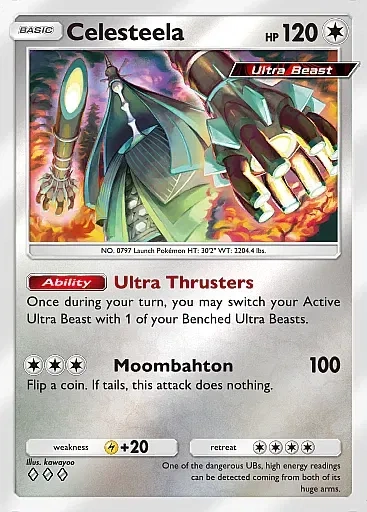 BASIC Celesteela HP 120
Ultra Beast
NO. 0797 Launch Pokémon HT: 30'2" WT: 2204.4 lbs.
Ability Ultra Thrusters
Once during your turn, you may switch your Active
Ultra Beast with 1 of your Benched Ultra Beasts.
Moombahton 100
Flip a coin. If tails, this attack does nothing.
weakness +20 retreat
Illus. kawayoo
One of the dangerous UBs, high energy readings
can be detected coming from both of its
huge arms.